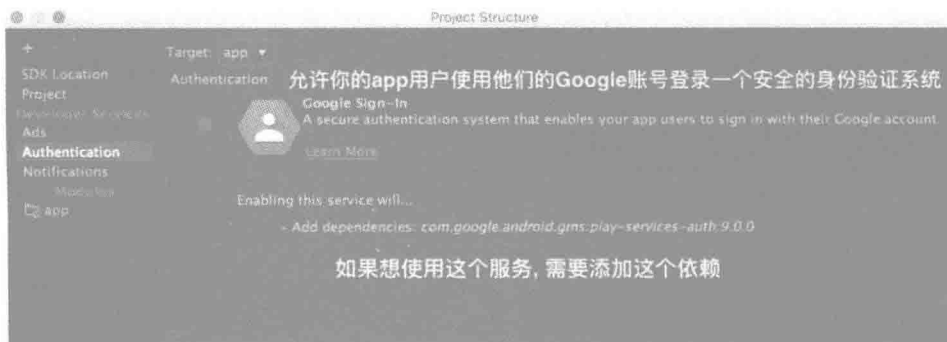 Project Structure
+
Target: app
SDK Location
Authentication
允许你的app用户使用他们的Google账号登录一个安全的身份验证系统
Project
Google Sign-In
Developer Services
A secure authentication system that enables your app users to sign in with their Google account.
Ads
Authentication
Learn More
Notifications
Modules
Enabling this service will...
app
- Add dependencies: com.google.android.gms:play-services-auth:9.0.0
如果想使用这个服务, 需要添加这个依赖